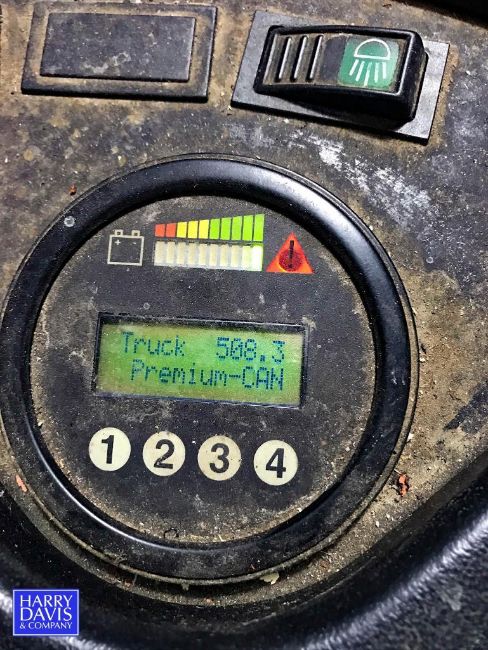 Truck 508.3
Premium-CAN
1 2 3 4
HARRY
DAVIS
& COMPANY